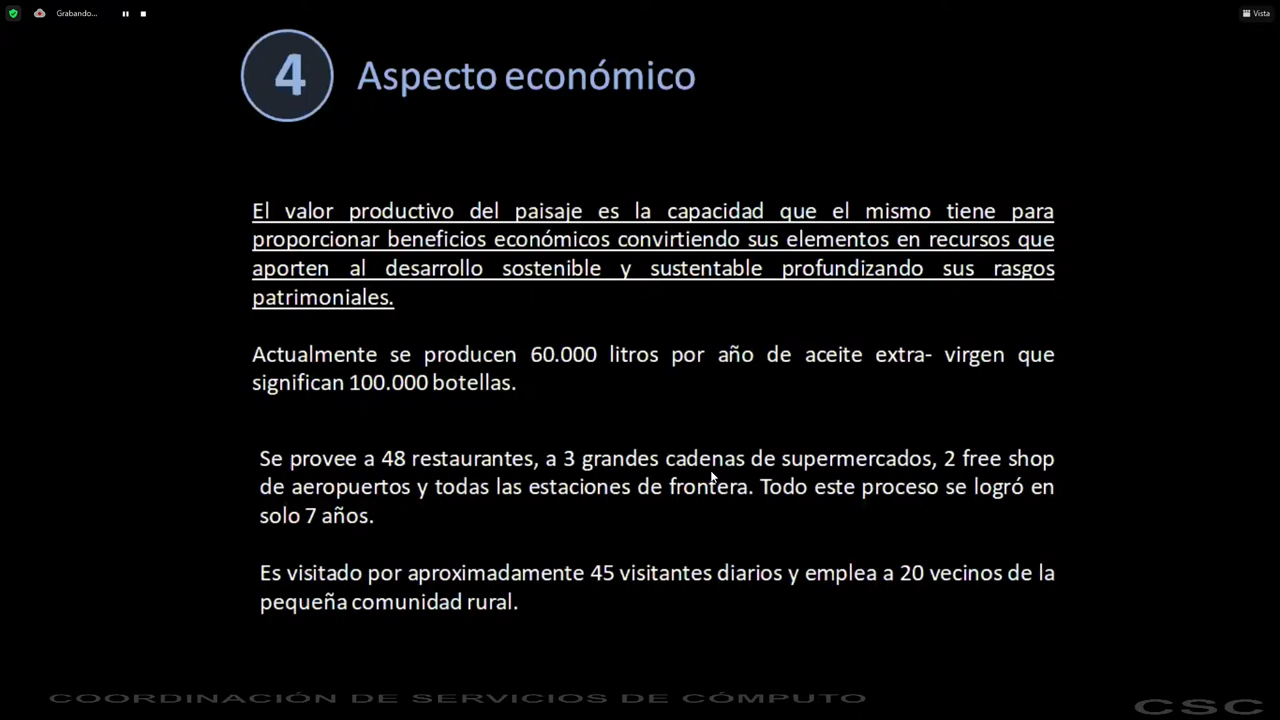 Grabando...
Vista
4
Aspecto económico
El valor productivo del paisaje es la capacidad que el mismo tiene para
proporcionar beneficios económicos convirtiendo sus elementos en recursos que
aporten al desarrollo sostenible y sustentable profundizando sus rasgos
patrimoniales.
Actualmente se producen 60.000 litros por año de aceite extra- virgen que
significan 100.000 botellas.
Se provee a 48 restaurantes, a 3 grandes cadenas de supermercados, 2 free shop
de aeropuertos y todas las estaciones de frontera. Todo este proceso se logró en
solo 7 años.
Es visitado por aproximadamente 45 visitantes diarios y emplea a 20 vecinos de la
pequeña comunidad rural.
COORDINACIÓN DE SERVICIOS DE CÓMPUTO
CSC